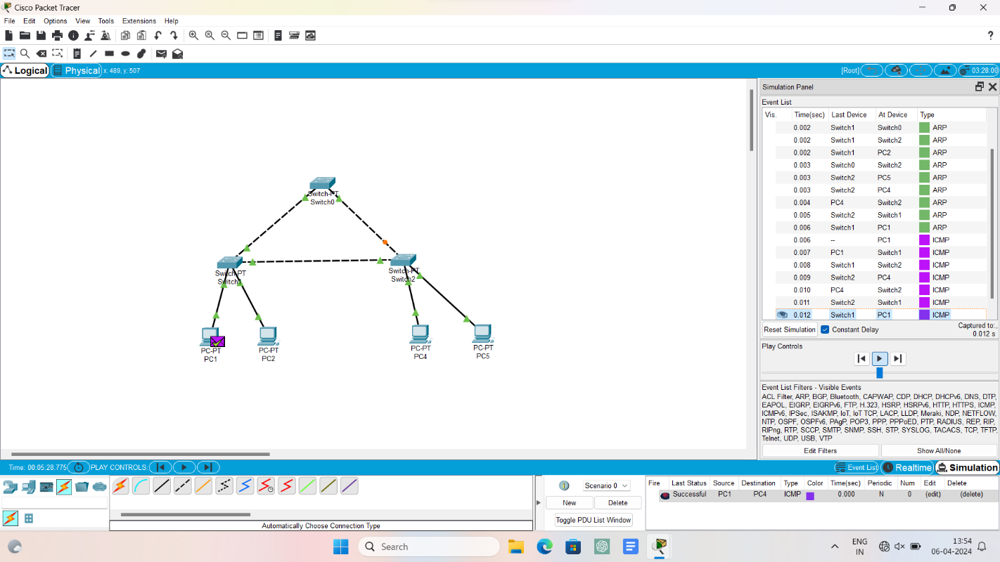 Cisco Packet Tracer
File Edit Options View Tools Extensions Help
?
Logical Physical x: 489, y: 507 [Root] 03:28:00
Switch-PT
Switch0
Switch-PT
Switch-PT
Switch2
PC-PT
PC1
PC-PT
PC2
PC-PT
PC4
PC-PT
PC5
Simulation Panel
Event List
Vis. Time(sec) Last Device At Device Type
0.002 Switch1 Switch0 ARP
0.002 Switch1 Switch2 ARP
0.002 Switch1 PC2 ARP
0.003 Switch0 Switch2 ARP
0.003 Switch2 PC5 ARP
0.003 Switch2 PC4 ARP
0.004 PC4 Switch2 ARP
0.005 Switch2 Switch1 ARP
0.006 Switch1 PC1 ARP
0.006 -- PC1 ICMP
0.007 PC1 Switch1 ICMP
0.008 Switch1 Switch2 ICMP
0.009 Switch2 PC4 ICMP
0.010 PC4 Switch2 ICMP
0.011 Switch2 Switch1 ICMP
0.012 Switch1 PC1 ICMP
Reset Simulation Constant Delay Captured to:
0.012 s
Play Controls
Event List Filters - Visible Events
ACL Filter, ARP, BGP, Bluetooth, CAPWAP, CDP, DHCP, DHCPv6, DNS, DTP,
EAPOL, EIGRP, EIGRPv6, FTP, H.323, HSRP, HSRPv6, HTTP, HTTPS, ICMP,
ICMPv6, IPSec, ISAKMP, IoT, IoT TCP, LACP, LLDP, Meraki, NDP, NETFLOW,
NTP, OSPF, OSPFv6, PAgP, POP3, PPP, PPPoED, PTP, RADIUS, REP, RIP,
RIPng, RTP, SCCP, SMTP, SNMP, SSH, STP, SYSLOG, TACACS, TCP, TFTP,
Telnet, UDP, USB, VTP
Edit Filters Show All/None
Time: 00:05:28.775 PLAY CONTROLS: Event List Realtime Simulation
Automatically Choose Connection Type
Scenario 0
New Delete
Toggle PDU List Window
Fire Last Status Source Destination Type Color Time(sec) Periodic Num Edit Delete
Successful PC1 PC4 ICMP 0.000 N 0 (edit) (delete)
Search
ENG
IN
13:54
06-04-2024